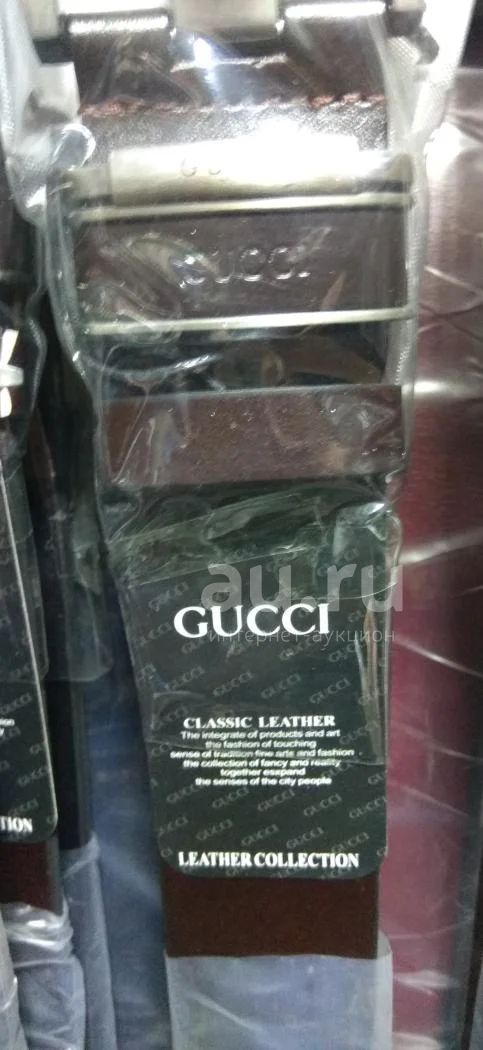 GUCCI
au.ru
GUCCI
интернет-аукцион
CLASSIC LEATHER
The integrate of products and art
the fashion of touching
sense of tradition fine arts and fashion
the collection of fancy and reality
together esxpand
the senses of the city people
TION
LEATHER COLLECTION